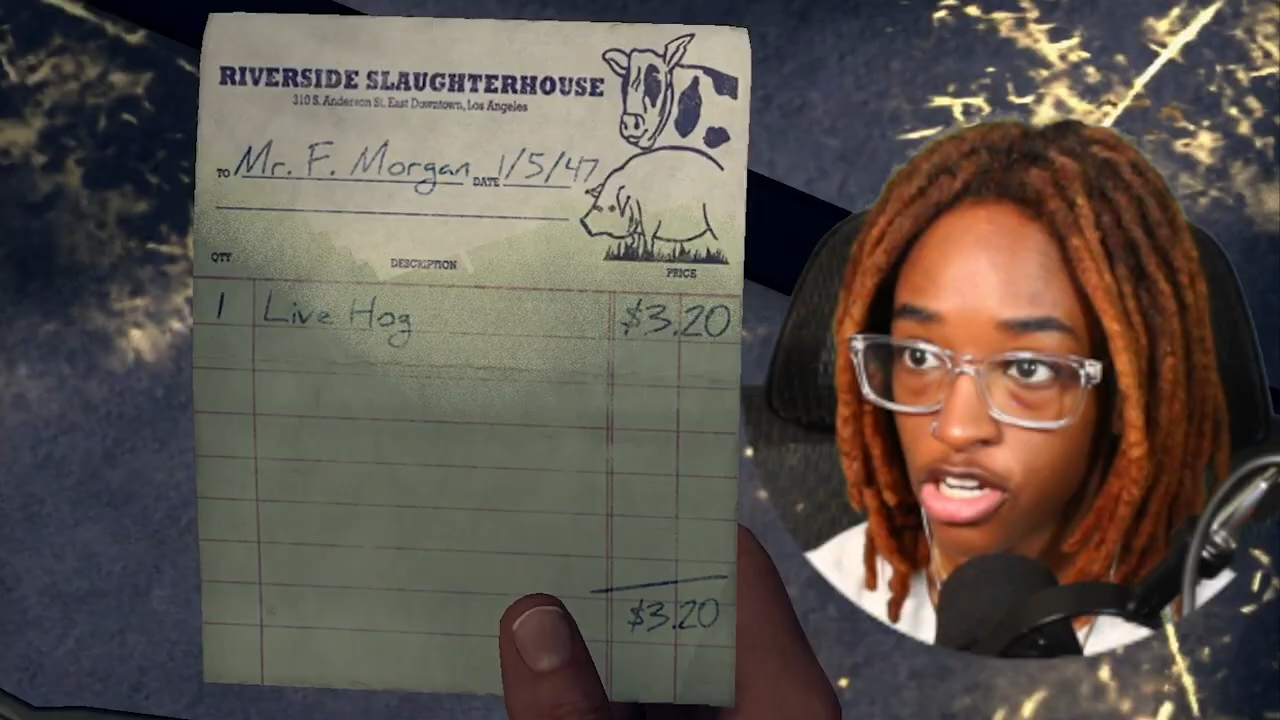 RIVERSIDE SLAUGHTERHOUSE
310 S. Anderson St. East Downtown, Los Angeles
TO Mr. F. Morgan DATE 1/5/47
QTY DESCRIPTION PRICE
1 Live Hog $3.20
$3.20